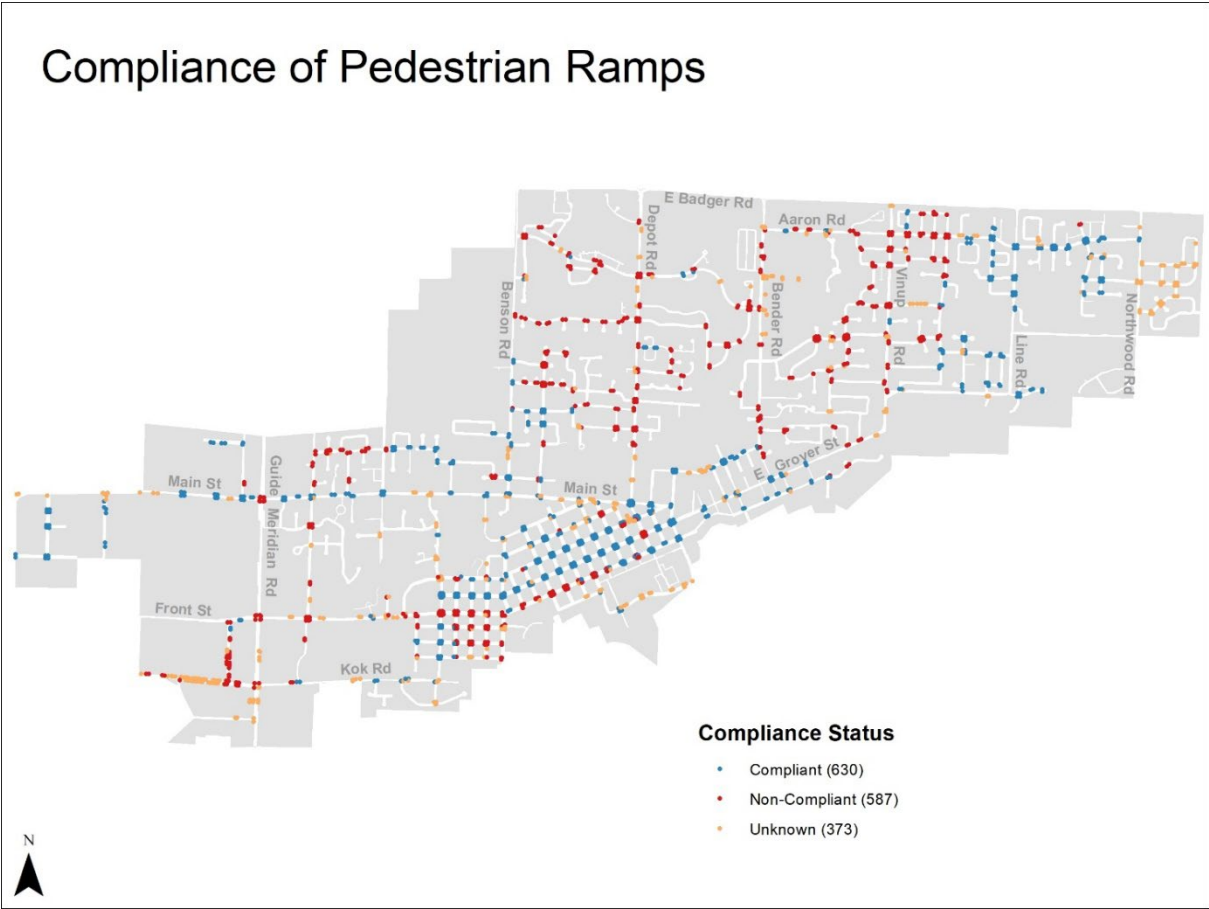 Compliance of Pedestrian Ramps
E Badger Rd
Depot Rd
Aaron Rd
Benson Rd
Bender Rd
Vinup
Rd
Line Rd
Northwood Rd
E Grover St
Guide
Meridian Rd
Main St
Main St
Front St
Kok Rd
Compliance Status
Compliant (630)
Non-Compliant (587)
Unknown (373)
N